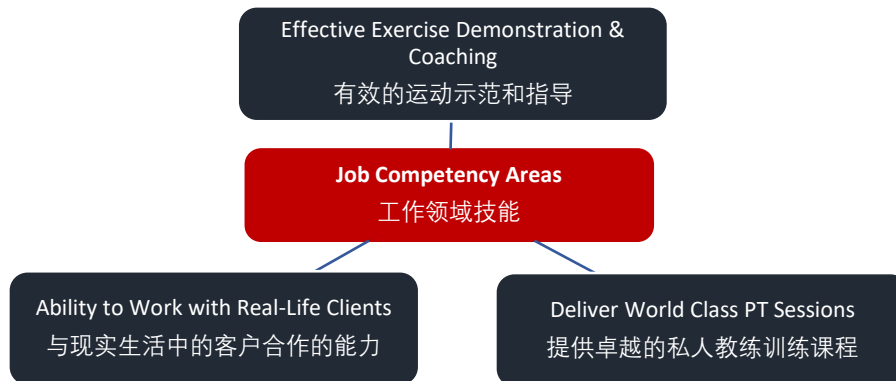 Effective Exercise Demonstration &
Coaching
有效的运动示范和指导
Job Competency Areas
工作领域技能
Ability to Work with Real-Life Clients
与现实生活中的客户合作的能力
Deliver World Class PT Sessions
提供卓越的私人教练训练课程